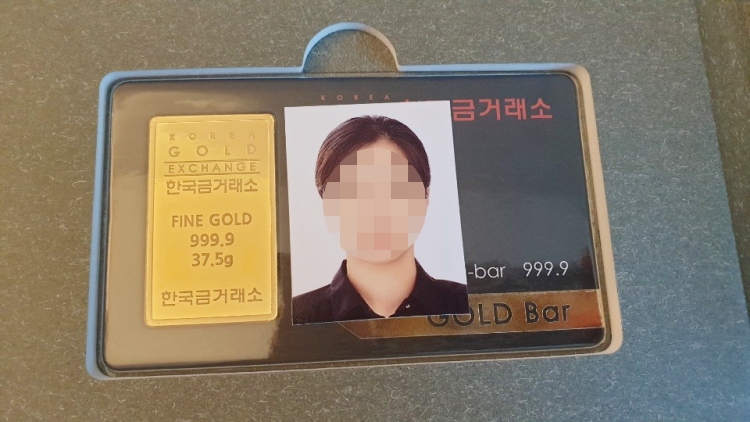 KOREA
GOLD
EXCHANGE
한국금거래소
FINE GOLD
999.9
37.5g
한국금거래소
KOREA
금거래소
-bar 999.9
GOLD Bar